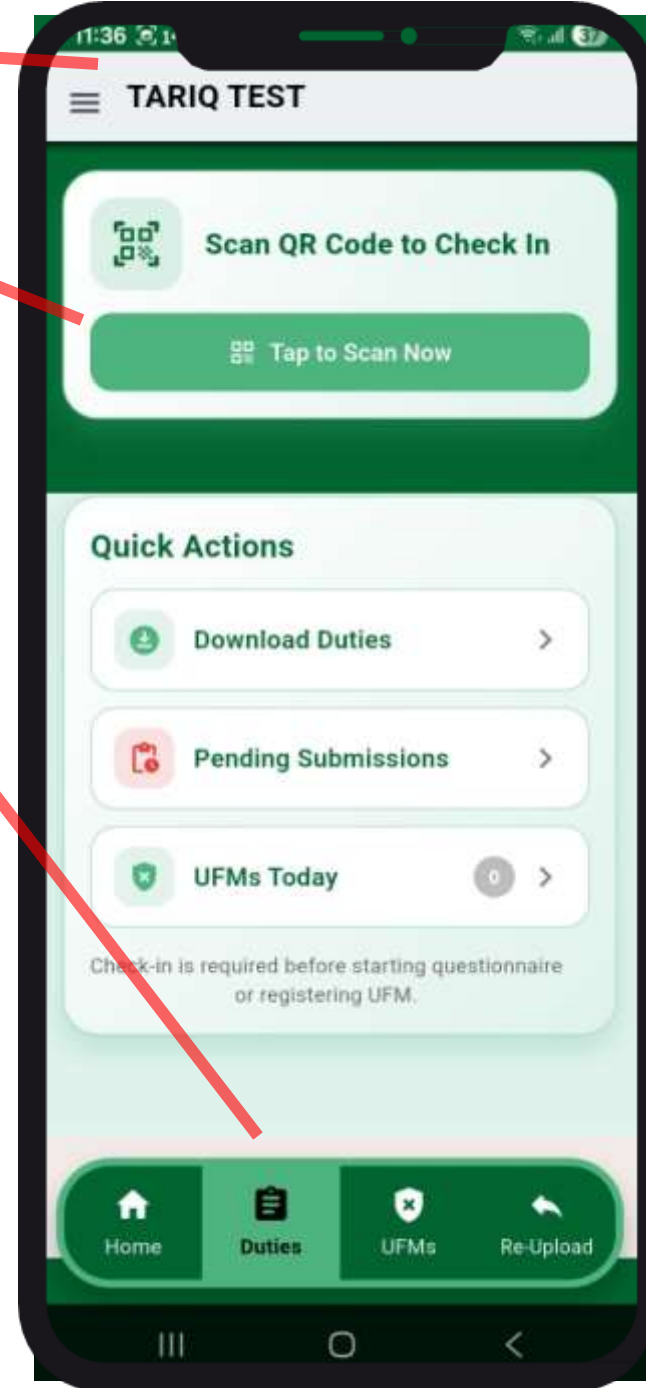 11:36
TARIQ TEST
Scan QR Code to Check In
Tap to Scan Now
Quick Actions
Download Duties
Pending Submissions
UFMs Today 0
Check-in is required before starting questionnaire
or registering UFM.
Home Duties UFMs Re-Upload